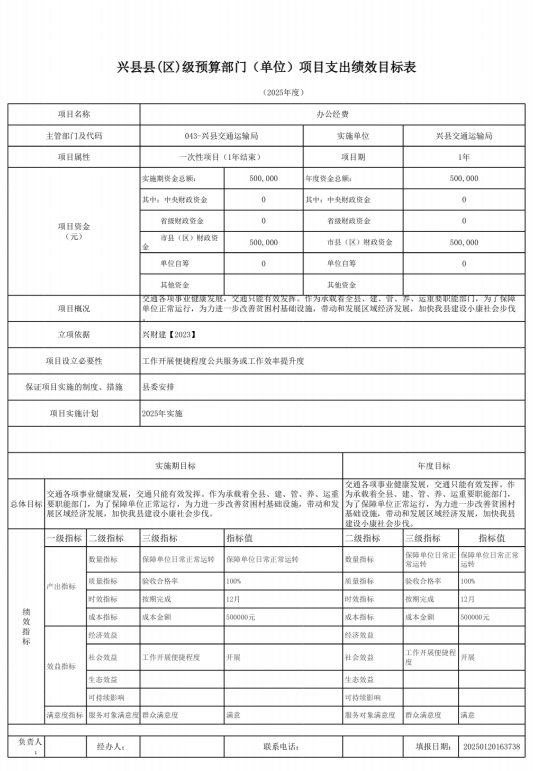 兴县县(区)级预算部门（单位）项目支出绩效目标表
（2025年度）
项目名称 办公经费
主管部门及代码 043-兴县交通运输局 实施单位 兴县交通运输局
项目属性 一次性项目（1年结束） 项目期 1年
项目资金（元）
实施期资金总额： 500,000 年度资金总额： 500,000
其中：中央财政资金 0 其中：中央财政资金 0
省级财政资金 0 省级财政资金 0
市县（区）财政资金 500,000 市县（区）财政资金 500,000
单位自筹 0 单位自筹 0
其他资金 其他资金
项目概况
交通各项事业健康发展，交通只能有效发挥。作为承载着全县、建、管、养、运重要职能部门，为了保障
单位正常运行，为力进一步改善贫困村基础设施，带动和发展区域经济发展，加快我县建设小康社会步伐
。
立项依据 兴财建【2023】
项目设立必要性 工作开展便捷程度公共服务或工作效率提升度
保证项目实施的制度、措施 县委安排
项目实施计划 2025年实施
实施期目标 年度目标
总体目标
交通各项事业健康发展，交通只能有效发挥。作为承载着全县、建、管、养、运重
要职能部门，为了保障单位正常运行，为力进一步改善贫困村基础设施，带动和发
展区域经济发展，加快我县建设小康社会步伐。
交通各项事业健康发展，交通只能有效发挥。作
为承载着全县、建、管、养、运重要职能部门，
为了保障单位正常运行，为力进一步改善贫困村
基础设施，带动和发展区域经济发展，加快我县
建设小康社会步伐。
绩效指标
一级指标 二级指标 三级指标 指标值 二级指标 三级指标 指标值
产出指标
数量指标 保障单位日常正常运转 保障单位日常正常运转 数量指标 保障单位日常正常运转 保障单位日常正常运转
质量指标 验收合格率 100% 质量指标 验收合格率 100%
时效指标 按期完成 12月 时效指标 按期完成 12月
成本指标 成本金额 500000元 成本指标 成本金额 500000元
效益指标
经济效益 经济效益
社会效益 工作开展便捷程度 开展 社会效益 工作开展便捷程度 开展
生态效益 生态效益
可持续影响 可持续影响
满意度指标 服务对象满意度 群众满意度 满意 服务对象满意度 群众满意度 满意
负责人： 经办人： 联系电话： 填报日期： 20250120163738